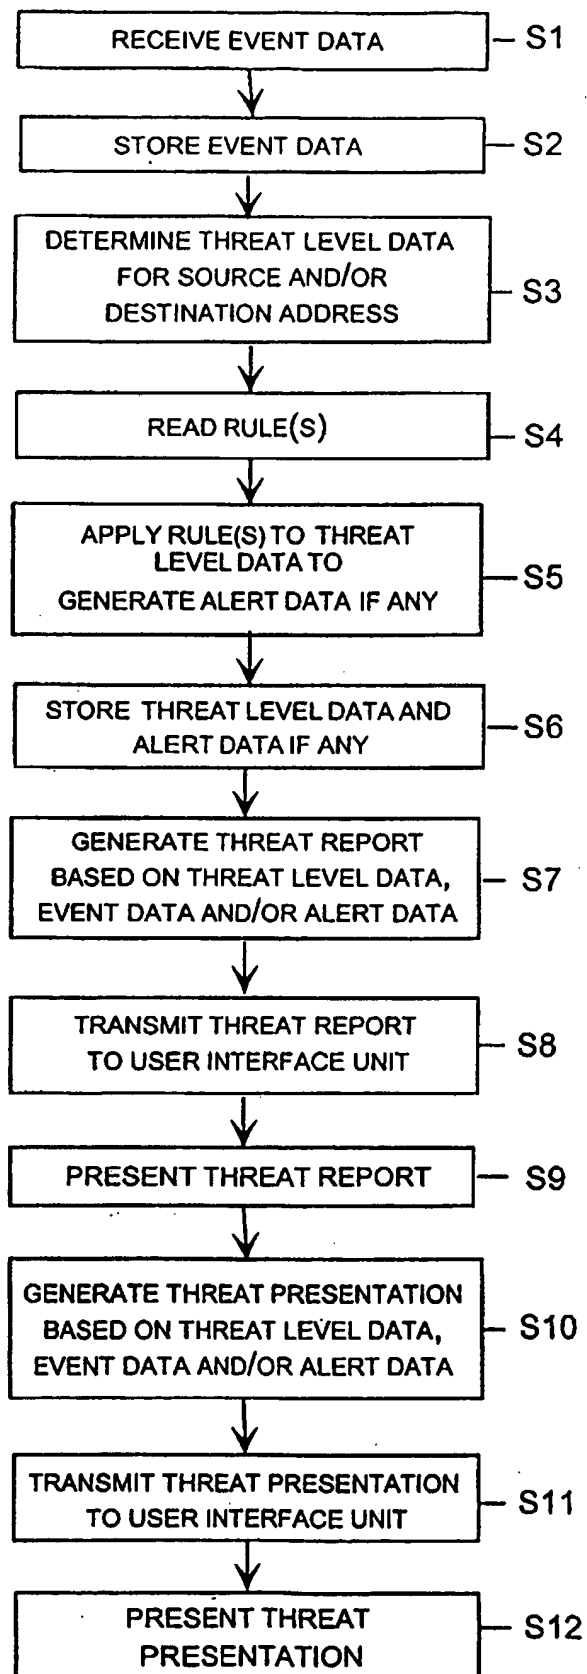 RECEIVE EVENT DATA S1
STORE EVENT DATA S2
DETERMINE THREAT LEVEL DATA
FOR SOURCE AND/OR
DESTINATION ADDRESS
S3
READ RULE(S) S4
APPLY RULE(S) TO THREAT
LEVEL DATA TO
GENERATE ALERT DATA IF ANY
S5
STORE THREAT LEVEL DATA AND
ALERT DATA IF ANY
S6
GENERATE THREAT REPORT
BASED ON THREAT LEVEL DATA,
EVENT DATA AND/OR ALERT DATA
S7
TRANSMIT THREAT REPORT
TO USER INTERFACE UNIT
S8
PRESENT THREAT REPORT S9
GENERATE THREAT PRESENTATION
BASED ON THREAT LEVEL DATA,
EVENT DATA AND/OR ALERT DATA
S10
TRANSMIT THREAT PRESENTATION
TO USER INTERFACE UNIT
S11
PRESENT THREAT
PRESENTATION
S12